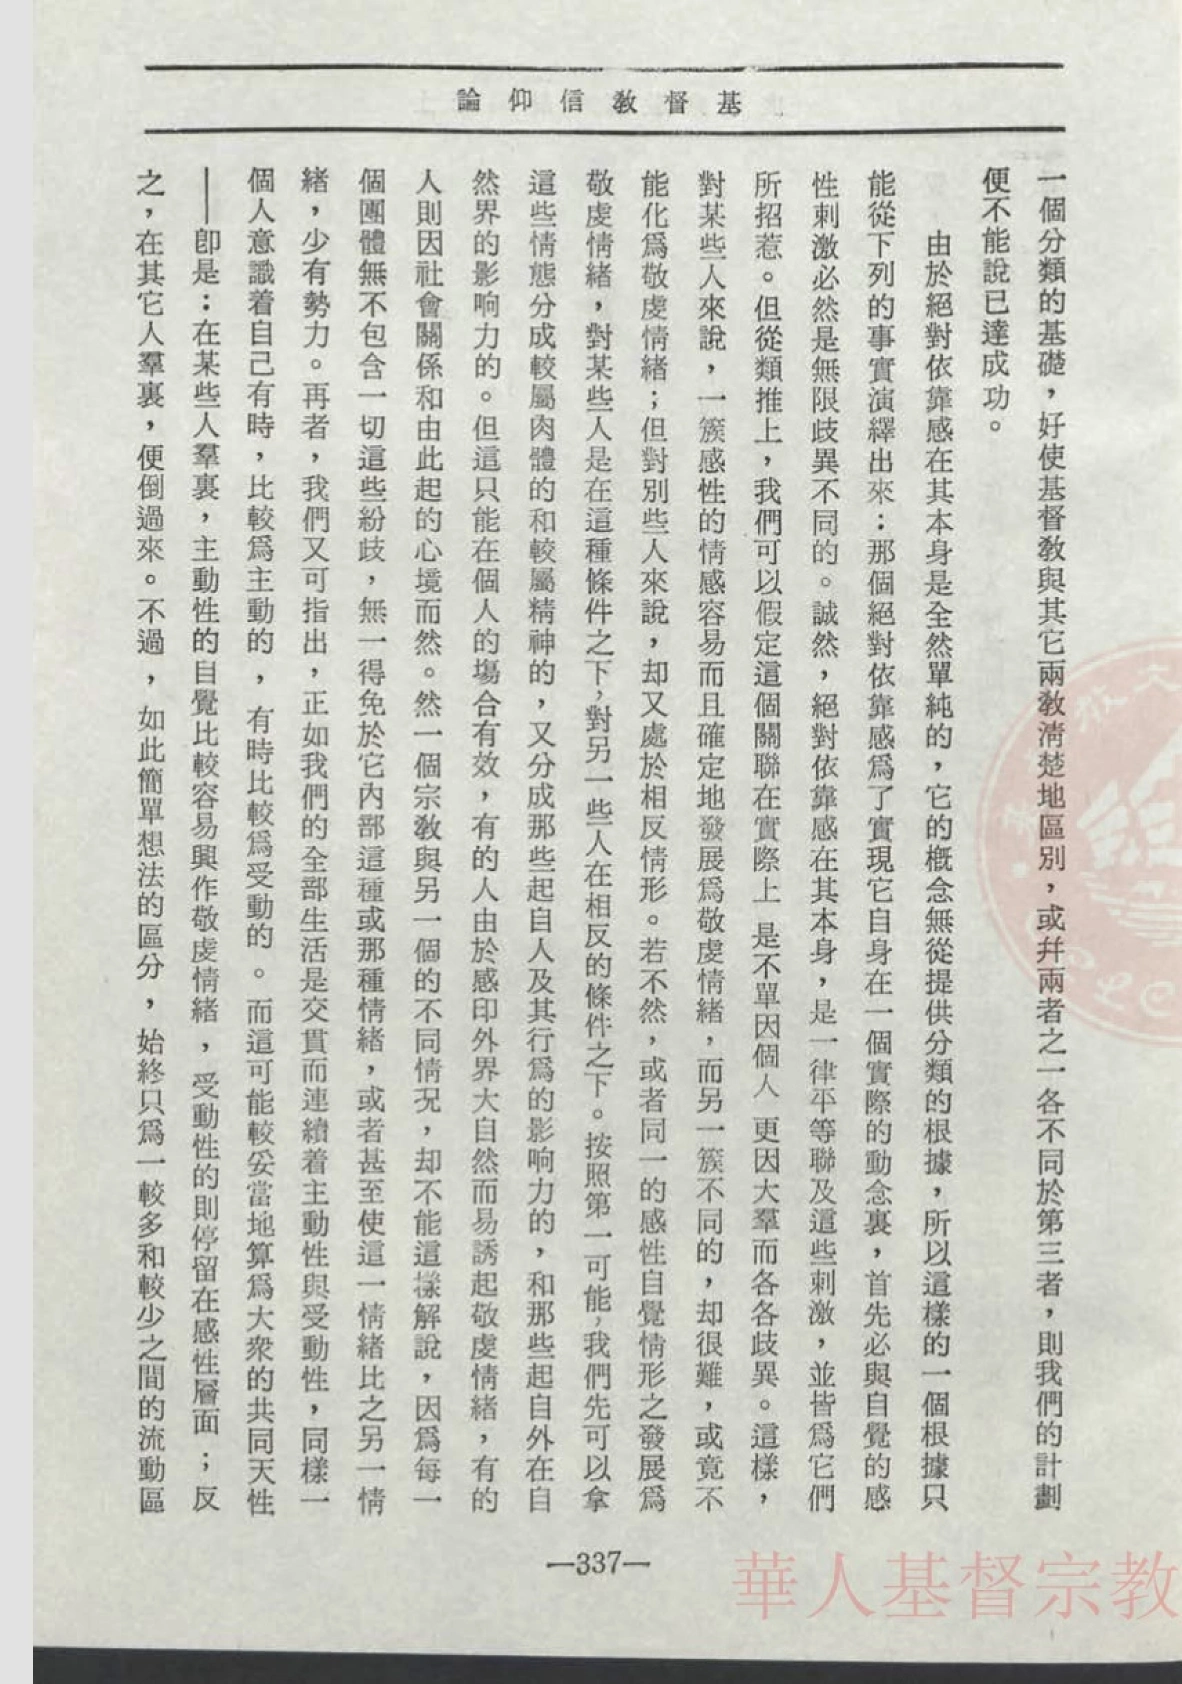 基督教信仰論
一個分類的基礎，好使基督敎與其它兩敎清楚地區別，或幷兩者之一各不同於第三者，則我們的計劃
便不能說已達成功。
由於絕對依靠感在其本身是全然單純的，它的槪念無從提供分類的根據，所以這樣的一個根據只
能從下列的事實演繹出來：那個絕對依靠感爲了實現它自身在一個實際的動念裏，首先必與自覺的感
性刺激必然是無限歧異不同的。誠然，絕對依靠感在其本身，是一律平等聯及這些刺激，並皆爲它們
所招惹。但從類推上，我們可以假定這個關聯在實際上 是不單因個人 更因大羣而各各歧異。這樣，
對某些人來說，一簇感性的情感容易而且確定地發展爲敬虔情緒，而另一簇不同的，却很難，或竟不
能化爲敬虔情緒；但對別些人來說，却又處於相反情形。若不然，或者同一的感性自覺情形之發展爲
敬虔情緒，對某些人是在這種條件之下，對另一些人在相反的條件之下。按照第一可能，我們先可以拿
這些情態分成較屬肉體的和較屬精神的，又分成那些起自人及其行爲的影响力的，和那些起自外在自
然界的影响力的。但這只能在個人的塲合有效，有的人由於感印外界大自然而易誘起敬虔情緒，有的
人則因社會關係和由此起的心境而然。然一個宗敎與另一個的不同情況，却不能這樣解說，因爲每一
個團體無不包含一切這些紛歧，無一得免於它內部這種或那種情緒，或者甚至使這一情緒比之另一情
緒，少有勢力。再者，我們又可指出，正如我們的全部生活是交貫而連續着主動性與受動性，同樣一
個人意識着自己有時，比較爲主動的，有時比較爲受動的。而這可能較妥當地算爲大衆的共同天性
——卽是：在某些人羣裏，主動性的自覺比較容易興作敬虔情緒，受動性的則停留在感性層面；反
之，在其它人羣裏，便倒過來。不過，如此簡單想法的區分，始終只爲一較多和較少之間的流動區
—337—
華人基督宗教